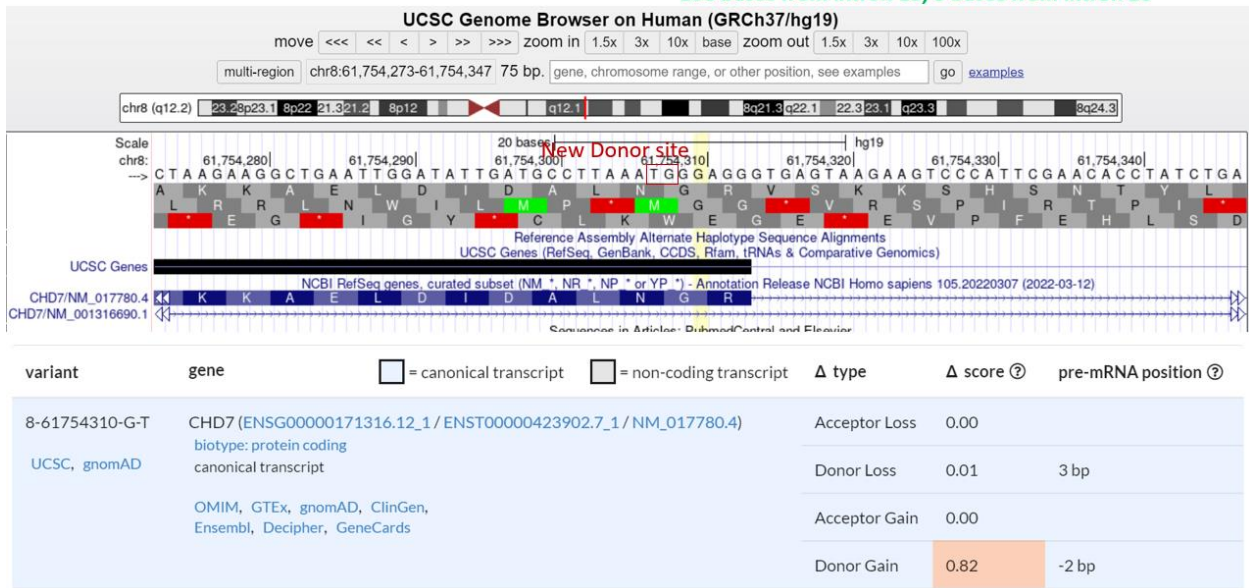 UCSC Genome Browser on Human (GRCh37/hg19)
move <<< << < > >> >>> zoom in 1.5x 3x 10x base zoom out 1.5x 3x 10x 100x
multi-region chr8:61,754,273-61,754,347 75 bp. gene, chromosome range, or other position, see examples go examples
chr8 (q12.2) 23.2 8p23.1 8p22 21.3 21.2 8p12 q12.1 8q21.3 q22.1 22.3 23.1 q23.3 8q24.3
Scale 20 bases hg19
New Donor site
chr8: 61,754,280 61,754,290 61,754,300 61,754,310 61,754,320 61,754,330 61,754,340
---> C T A A G A A G G C T G A A T T G G A T A T T G A T G C C T T A A A T G G G A G G G T G A G T A A G A A G T C C C A T T C G A A C A C C T A T C T G A
A K K A E L D I D A L N G R V S K K S H S N T Y L
L R R L N W I L M P * M G G * V R S P I R T P I *
* E G * I G Y * C L K W E G E * E V P F E H L S D
Reference Assembly Alternate Haplotype Sequence Alignments
UCSC Genes (RefSeq, GenBank, CCDS, Rfam, tRNAs & Comparative Genomics)
UCSC Genes
NCBI RefSeq genes, curated subset (NM_*, NR_*, NP_* or YP_*) - Annotation Release NCBI Homo sapiens 105.20220307 (2022-03-12)
CHD7/NM_017780.4 K K A E L D I D A L N G R
CHD7/NM_001316690.1
Sequences in Articles: PubmedCentral and Elsevier
variant gene = canonical transcript = non-coding transcript Δ type Δ score ? pre-mRNA position ?
8-61754310-G-T CHD7 (ENSG00000171316.12_1 / ENST00000423902.7_1 / NM_017780.4) Acceptor Loss 0.00
biotype: protein coding
UCSC, gnomAD canonical transcript
Donor Loss 0.01 3 bp
OMIM, GTEx, gnomAD, ClinGen, Acceptor Gain 0.00
Ensembl, Decipher, GeneCards
Donor Gain 0.82 -2 bp